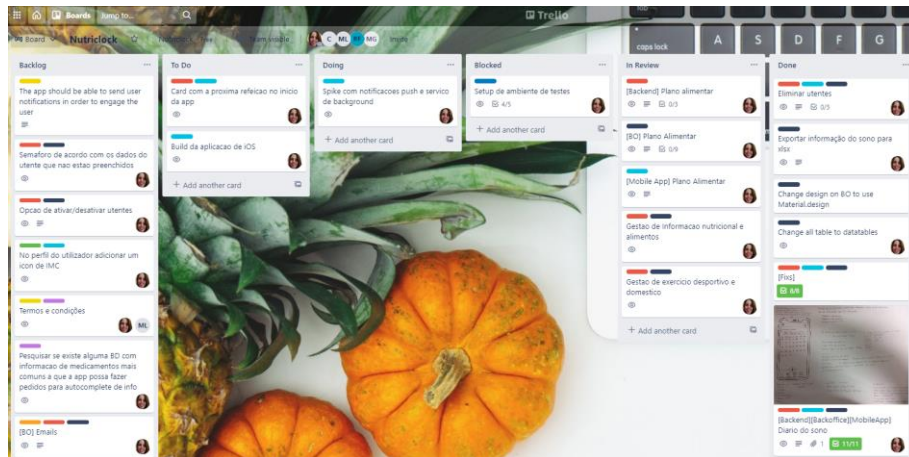 Boards
Jump to...
Trello
Board
Nutriclock
Team Visible
C
ML
MG
Invite
caps lock
A
S
D
F
G
Backlog
The app should be able to send user
notifications in order to engage the
user
Semaforo de acordo com os dados do
utente que nao estao preenchidos
Opcao de ativar/desativar utentes
No perfil do utilizador adicionar um
icon de IMC
Termos e condições
ML
Pesquisar se existe alguma BD com
informacao de medicamentos mais
comuns a que a app possa fazer
pedidos para autocomplete de info
[BO] Emails
To Do
Card com a proxima refeicao no inicio
da app
Build da aplicacao de iOS
+ Add another card
Doing
Spike com notificacoes push e servico
de background
+ Add another card
Blocked
Setup de ambiente de testes
4/5
+ Add another card
In Review
[Backend] Plano alimentar
0/3
[BO] Plano Alimentar
0/9
[Mobile App] Plano Alimentar
Gestao de informacao nutricional e
alimentos
Gestao de exercicio desportivo e
domestico
+ Add another card
Done
Eliminar utentes
0/3
Exportar informação do sono para
xlsx
Change design on BO to use
Material.design
Change all table to datatables
[Fixs]
8/8
[Backend][Backoffice][MobileApp]
Diario do sono
1
11/11